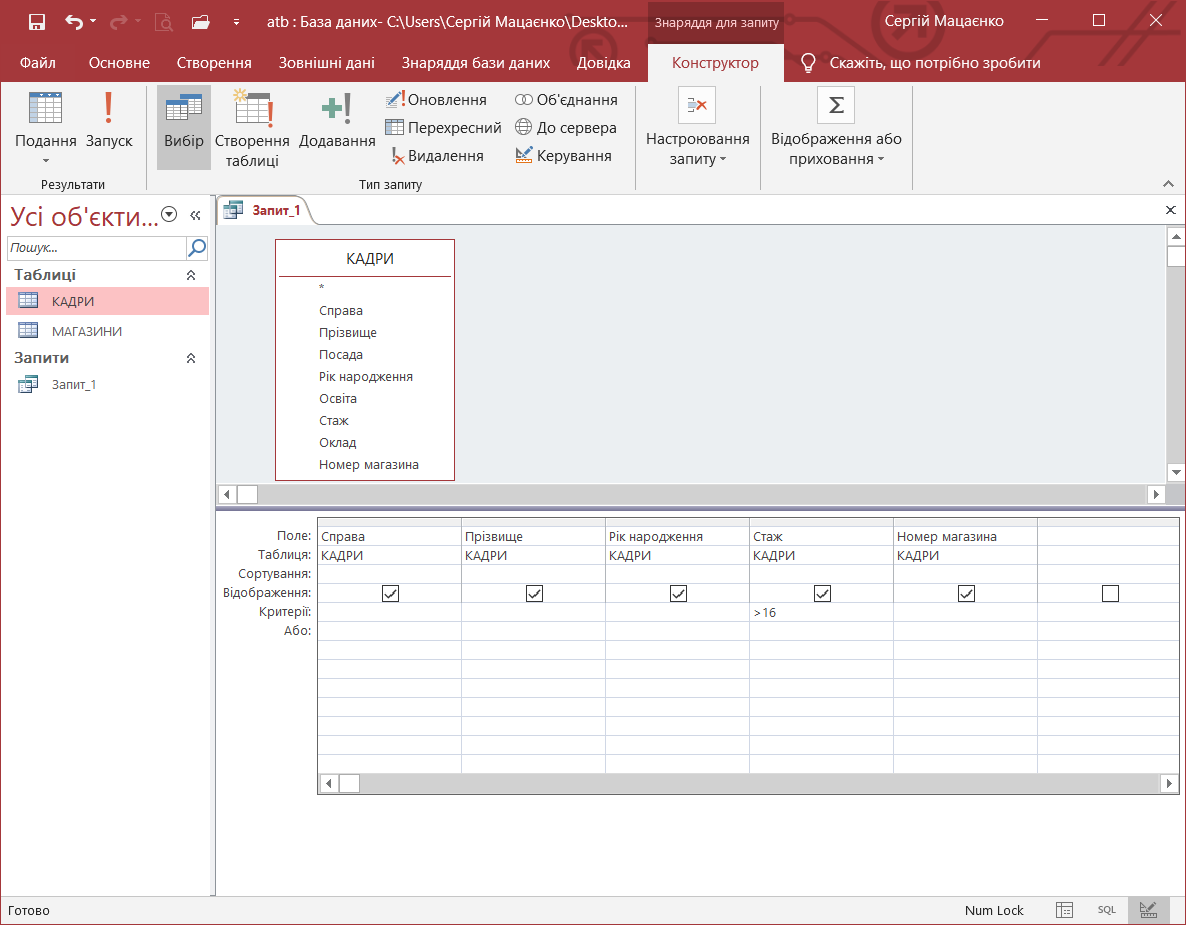 atb : База даних- C:\Users\Сергій Мацаєнко\Deskto...
Знаряддя для запиту
Сергій Мацаєнко
Файл Основне Створення Зовнішні дані Знаряддя бази даних Довідка Конструктор Скажіть, що потрібно зробити
Подання
Запуск
Результати
Вибір
Створення
таблиці
Додавання
Оновлення
Перехресний
Видалення
Об'єднання
До сервера
Керування
Тип запиту
Настроювання
запиту
Відображення або
приховання
Усі об'єкти...
Пошук...
Таблиці
КАДРИ
МАГАЗИНИ
Запити
Запит_1
Запит_1
КАДРИ
*
Справа
Прізвище
Посада
Рік народження
Освіта
Стаж
Оклад
Номер магазина
Поле: Справа Прізвище Рік народження Стаж Номер магазина
Таблиця: КАДРИ КАДРИ КАДРИ КАДРИ КАДРИ
Сортування:
Відображення:
Критерії: >16
Або:
Готово
Num Lock
SQL